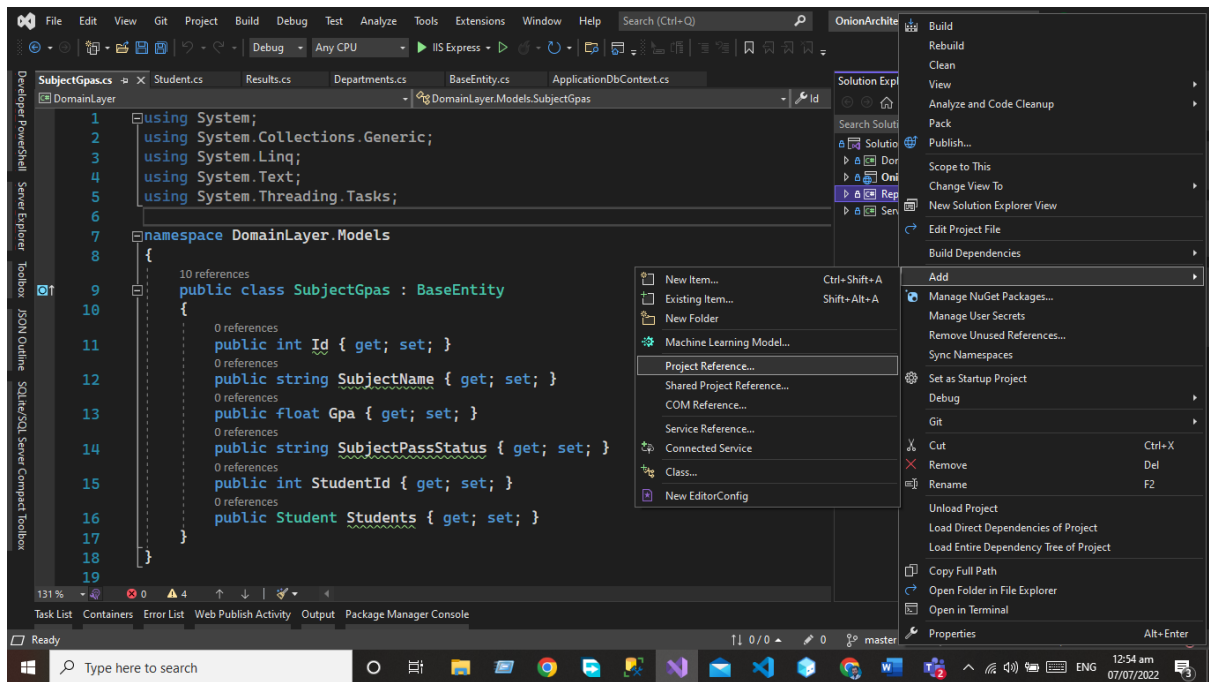 File Edit View Git Project Build Debug Test Analyze Tools Extensions Window Help Search (Ctrl+Q) OnionArchite
Debug Any CPU IIS Express
SubjectGpas.cs Student.cs Results.cs Departments.cs BaseEntity.cs ApplicationDbContext.cs
DomainLayer DomainLayer.Models.SubjectGpas Id
Developer PowerShell
Server Explorer
Toolbox
JSON Outline
SQLite/SQL Server Compact Toolbox
1 using System;
2 using System.Collections.Generic;
3 using System.Linq;
4 using System.Text;
5 using System.Threading.Tasks;
6
7 namespace DomainLayer.Models
8 {
10 references
9 public class SubjectGpas : BaseEntity
10 {
0 references
11 public int Id { get; set; }
0 references
12 public string SubjectName { get; set; }
0 references
13 public float Gpa { get; set; }
0 references
14 public string SubjectPassStatus { get; set; }
0 references
15 public int StudentId { get; set; }
0 references
16 public Student Students { get; set; }
17 }
18 }
19
131 % 0 4
Task List Containers Error List Web Publish Activity Output Package Manager Console
Ready 0 / 0 0 master
Solution Expl
Search Soluti
Solutio
Dor
Oni
Rep
Serv
New Item... Ctrl+Shift+A
Existing Item... Shift+Alt+A
New Folder
Machine Learning Model...
Project Reference...
Shared Project Reference...
COM Reference...
Service Reference...
Connected Service
Class...
New EditorConfig
Build
Rebuild
Clean
View
Analyze and Code Cleanup
Pack
Publish...
Scope to This
Change View To
New Solution Explorer View
Edit Project File
Build Dependencies
Add
Manage NuGet Packages...
Manage User Secrets
Remove Unused References...
Sync Namespaces
Set as Startup Project
Debug
Git
Cut Ctrl+X
Remove Del
Rename F2
Unload Project
Load Direct Dependencies of Project
Load Entire Dependency Tree of Project
Copy Full Path
Open Folder in File Explorer
Open in Terminal
Properties Alt+Enter
Type here to search 2 ENG 12:54 am 3
07/07/2022